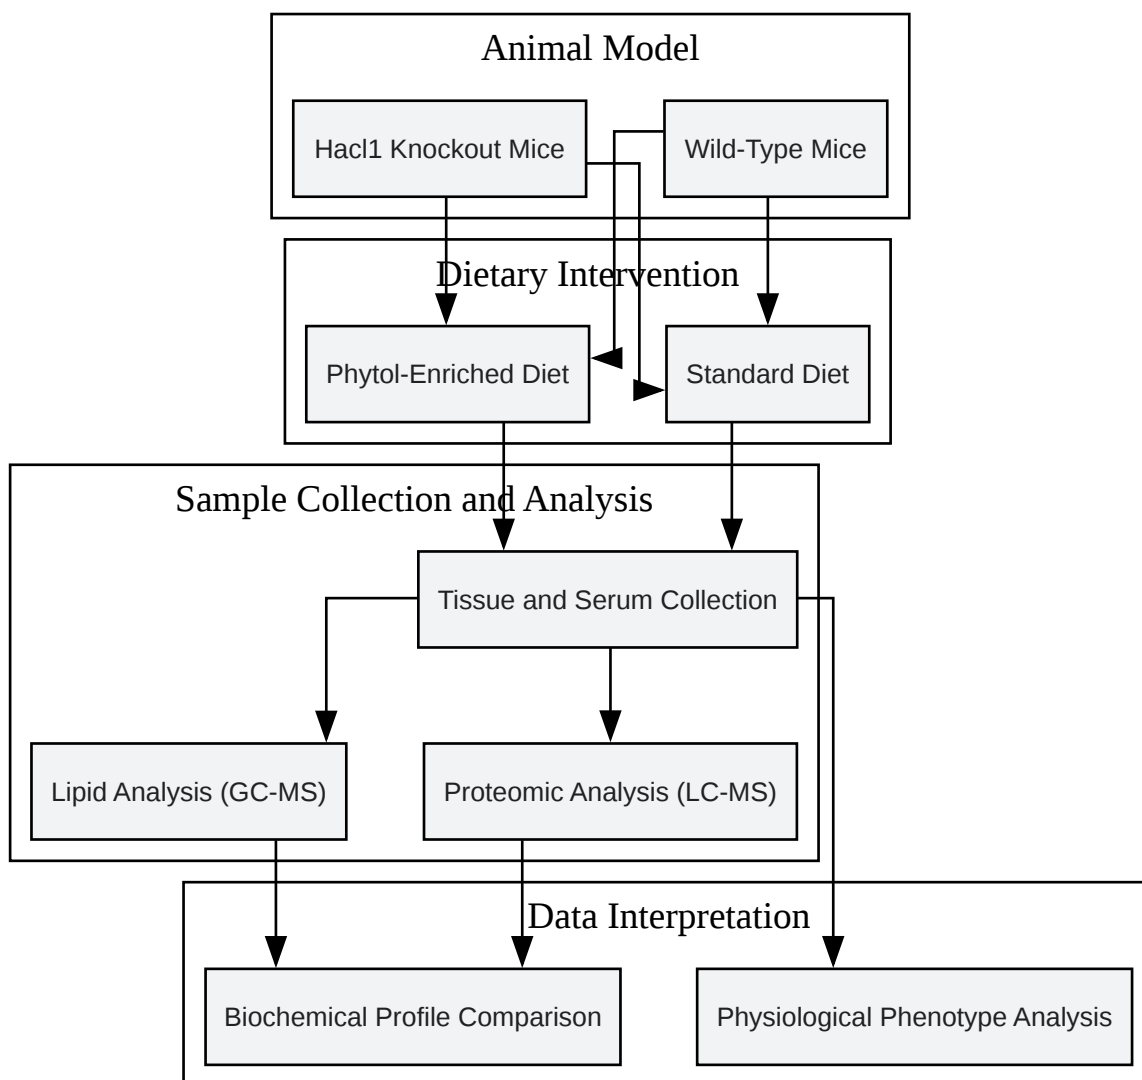 Animal Model
Hacl1 Knockout Mice
Wild-Type Mice
Dietary Intervention
Phytol-Enriched Diet
Standard Diet
Sample Collection and Analysis
Tissue and Serum Collection
Lipid Analysis (GC-MS)
Proteomic Analysis (LC-MS)
Data Interpretation
Biochemical Profile Comparison
Physiological Phenotype Analysis